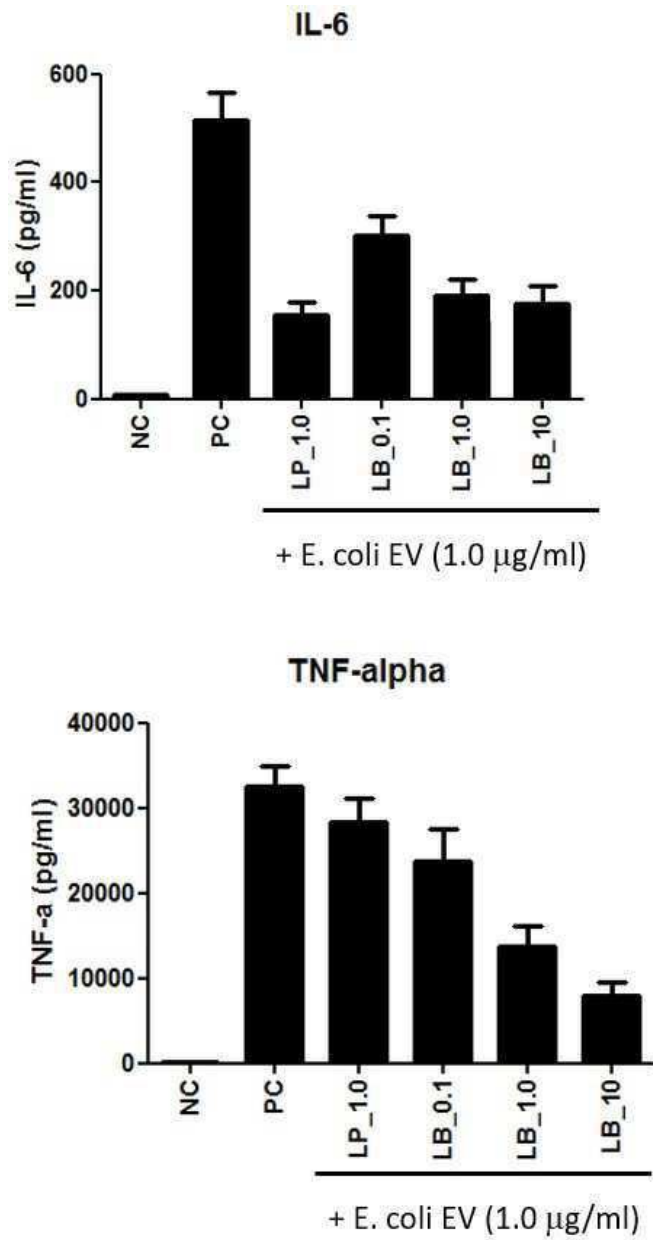 IL-6
600
400
200
0
IL-6 (pg/ml)
NC
PC
LP_1.0
LB_0.1
LB_1.0
LB_10
+ E. coli EV (1.0 μg/ml)
TNF-alpha
40000
30000
20000
10000
0
TNF-a (pg/ml)
NC
PC
LP_1.0
LB_0.1
LB_1.0
LB_10
+ E. coli EV (1.0 μg/ml)